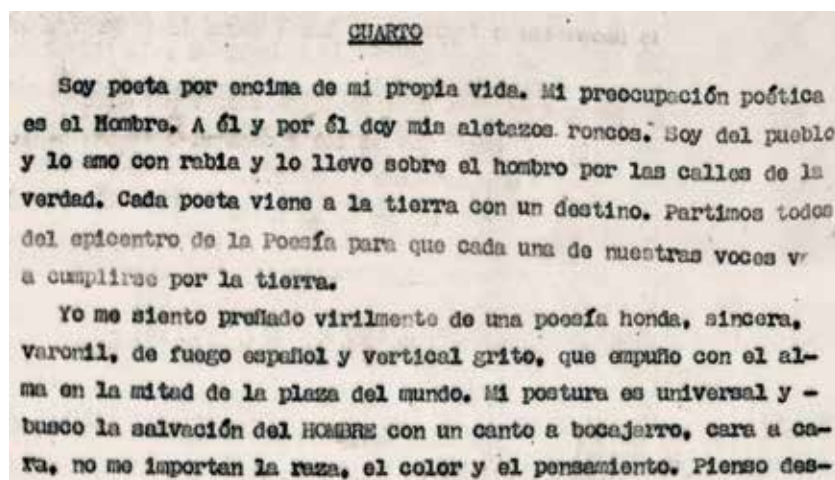 CUARTO
Soy poeta por encima de mi propia vida. Mi preocupación poética
es el Hombre. A él y por él doy mis aletazos roncos. Soy del pueblo
y lo amo con rabia y lo llevo sobre el hombro por las calles de la
verdad. Cada poeta viene a la tierra con un destino. Partimos todos
del epicentro de la Poesía para que cada una de nuestras voces v
a cumplirse por la tierra.
Yo me siento preñado virilmente de una poesía honda, sincera,
varonil, de fuego español y vertical grito, que empuño con el al-
ma en la mitad de la plaza del mundo. Mi postura es universal y -
busco la salvación del HOMBRE con un canto a bocajarro, cara a ca-
ra, no me importan la raza, el color y el pensamiento. Pienso des-